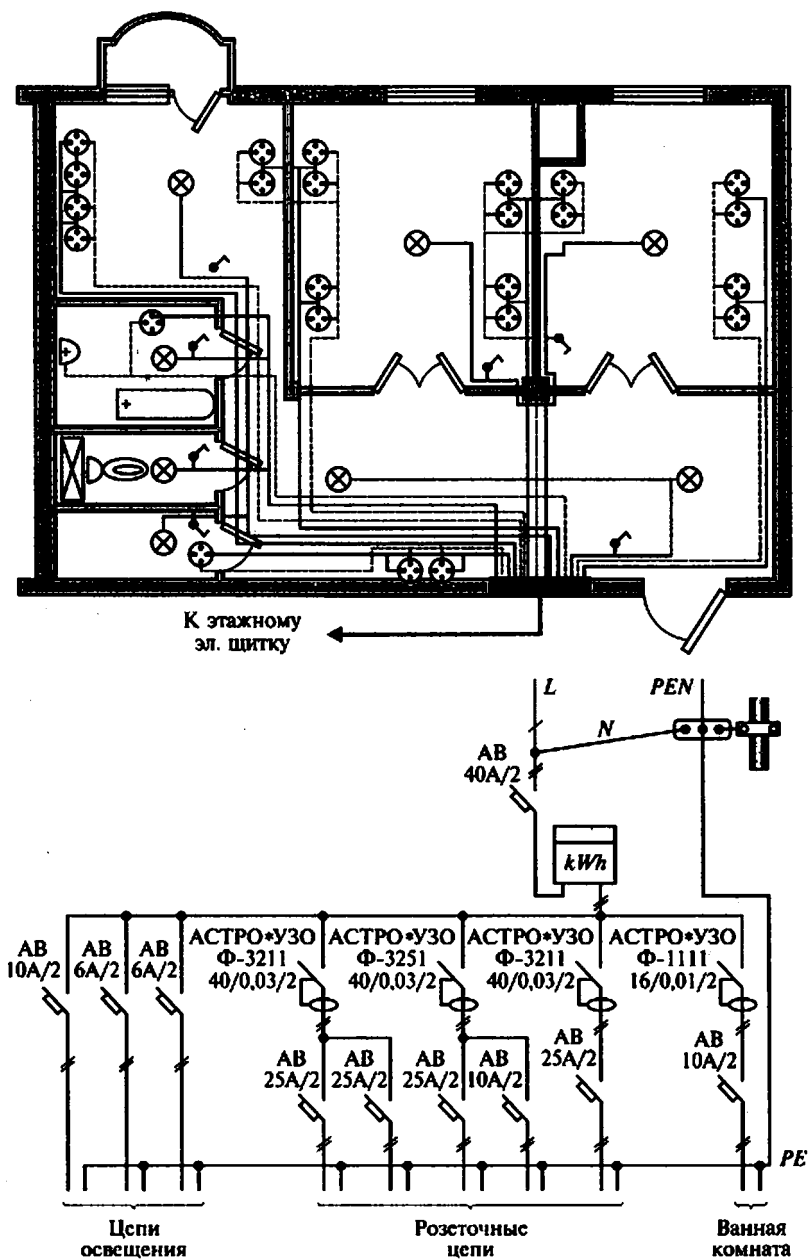 К этажному
эл. щитку
L
PEN
N
АВ
40А/2
kWh
АВ
10А/2
АВ
6А/2
АВ
6А/2
АСТРО*УЗО
Ф-3211
40/0,03/2
АСТРО*УЗО
Ф-3251
40/0,03/2
АСТРО*УЗО
Ф-3211
40/0,03/2
АСТРО*УЗО
Ф-1111
16/0,01/2
АВ
25А/2
АВ
25А/2
АВ
25А/2
АВ
10А/2
АВ
25А/2
АВ
10А/2
PE
Цепи
освещения
Розеточные
цепи
Ванная
комната